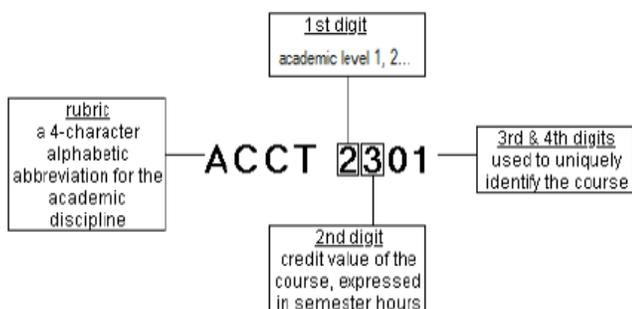 1st digit
academic level 1, 2...
rubric
a 4-character
alphabetic
abbreviation for the
academic
discipline
ACCT 2301
3rd & 4th digits
used to uniquely
identify the course
2nd digit
credit value of the
course, expressed
in semester hours